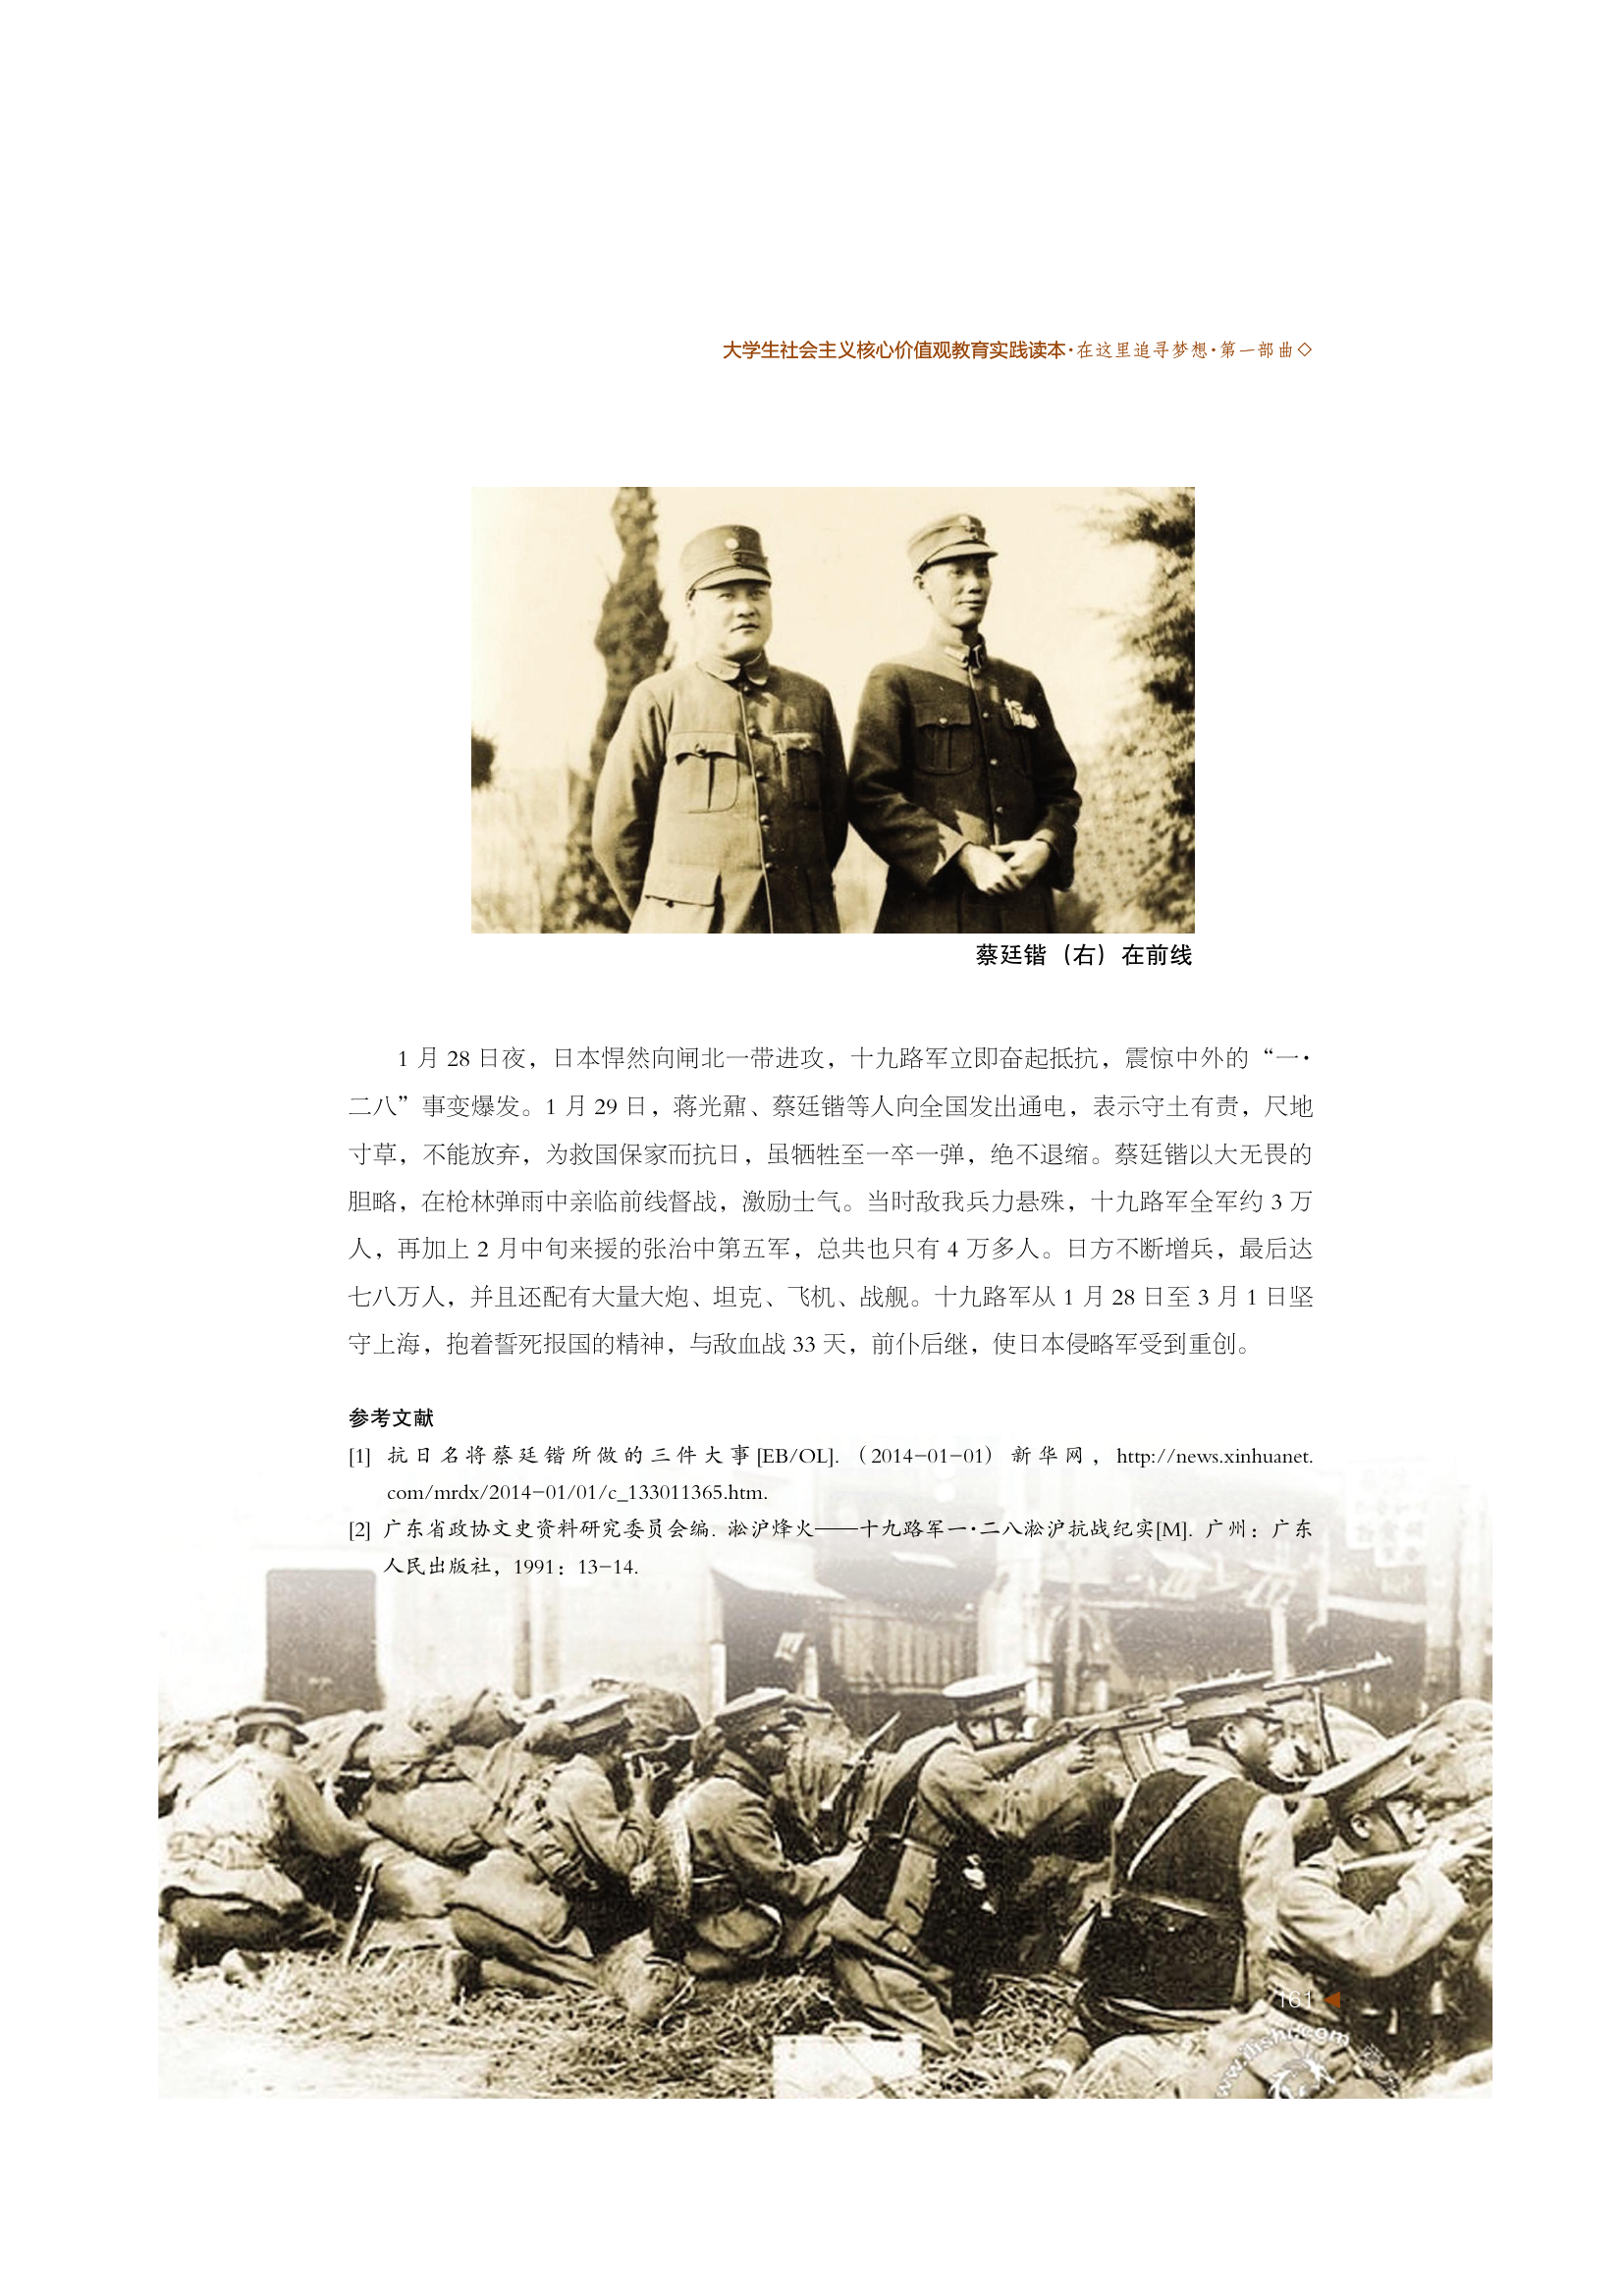 大学生社会主义核心价值观教育实践读本·在这里追寻梦想·第一部曲◇
蔡廷锴（右）在前线
1 月 28 日夜，日本悍然向闸北一带进攻，十九路军立即奋起抵抗，震惊中外的“一·
二八”事变爆发。1 月 29 日，蒋光鼐、蔡廷锴等人向全国发出通电，表示守土有责，尺地
寸草，不能放弃，为救国保家而抗日，虽牺牲至一卒一弹，绝不退缩。蔡廷锴以大无畏的
胆略，在枪林弹雨中亲临前线督战，激励士气。当时敌我兵力悬殊，十九路军全军约 3 万
人，再加上 2 月中旬来援的张治中第五军，总共也只有 4 万多人。日方不断增兵，最后达
七八万人，并且还配有大量大炮、坦克、飞机、战舰。十九路军从 1 月 28 日至 3 月 1 日坚
守上海，抱着誓死报国的精神，与敌血战 33 天，前仆后继，使日本侵略军受到重创。
参考文献
[1] 抗日名将蔡廷锴所做的三件大事[EB/OL].（2014-01-01）新华网，http://news.xinhuanet.
com/mrdx/2014-01/01/c_133011365.htm.
[2] 广东省政协文史资料研究委员会编. 淞沪烽火——十九路军一·二八淞沪抗战纪实[M]. 广州：广东
人民出版社，1991：13-14.
161